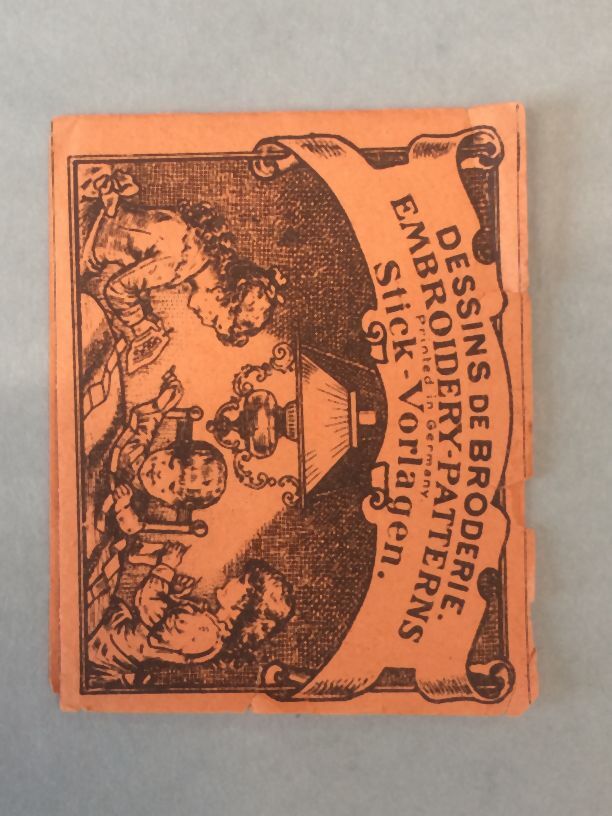 DESSINS DE BRODERIE.
EMBROIDERY-PATTERNS
Printed in Germany
Stick-Vorlagen.